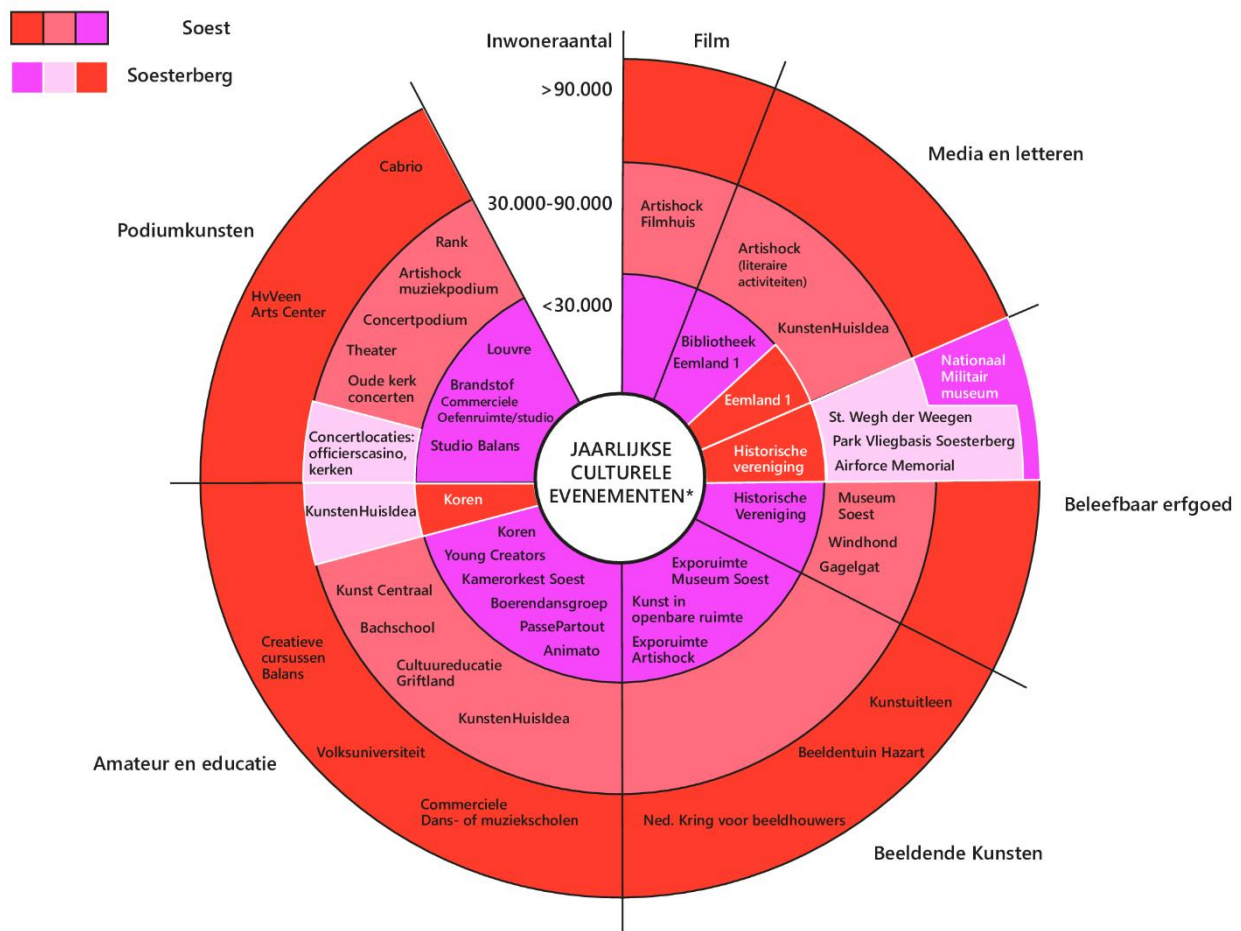 Soest
Soesterberg
Inwoneraantal
>90.000
30.000-90.000
<30.000
Film
Artishock
Filmhuis
Media en letteren
Artishock
(literaire
activiteiten)
KunstenHuisIdea
Bibliotheek
Eemland 1
Eemland 1
Nationaal
Militair
museum
St. Wegh der Weegen
Park Vliegbasis Soesterberg
Airforce Memorial
Historische
vereniging
Beleefbaar erfgoed
Historische
Vereniging
Museum
Soest
Windhond
Gagelgat
Beeldende Kunsten
Exporuimte
Museum Soest
Kunst in
openbare ruimte
Exporuimte
Artishock
Kunstuitleen
Beeldentuin Hazart
Ned. Kring voor beeldhouwers
Amateur en educatie
Koren
KunstenHuisIdea
Koren
Young Creators
Kamerorkest Soest
Boerendansgroep
PassePartout
Animato
Kunst Centraal
Bachschool
Cultuureducatie
Griftland
KunstenHuisIdea
Creatieve
cursussen
Balans
Volksuniversiteit
Commerciele
Dans- of muziekscholen
Podiumkunsten
Cabrio
HvVeen
Arts Center
Rank
Artishock
muziekpodium
Concertpodium
Theater
Oude kerk
concerten
Concertlocaties:
officierscasino,
kerken
Louvre
Brandstof
Commerciele
Oefenruimte/studio
Studio Balans
JAARLIJKSE
CULTURELE
EVENEMENTEN*